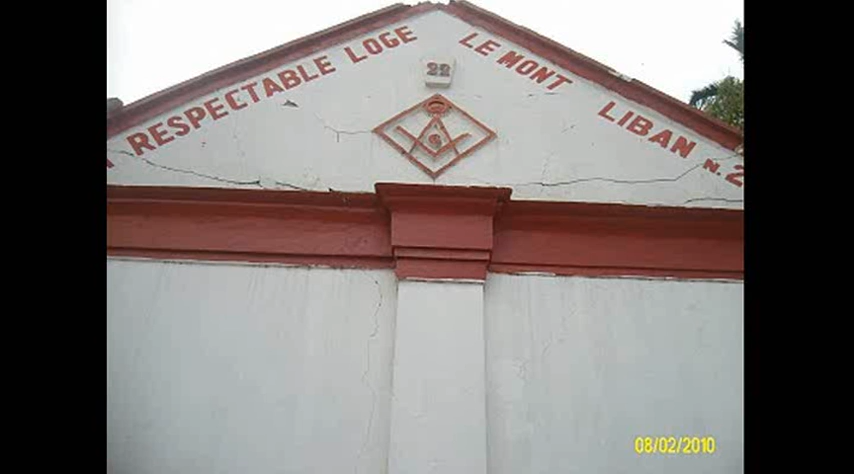 RESPECTABLE LOGE
22
LE MONT LIBAN N. 2
G
08/02/2010